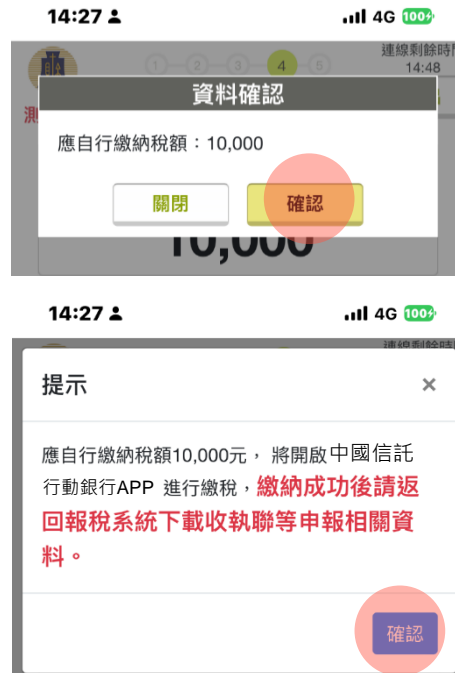 14:27
4G 100
連線剩餘時
1 2 3 4 5
14:48
資料確認
測
應自行繳納稅額：10,000
關閉
確認
10,000
14:27
4G 100
連線剩餘時
提示
×
應自行繳納稅額10,000元， 將開啟中國信託
行動銀行APP 進行繳稅，繳納成功後請返
回報稅系統下載收執聯等申報相關資
料。
確認